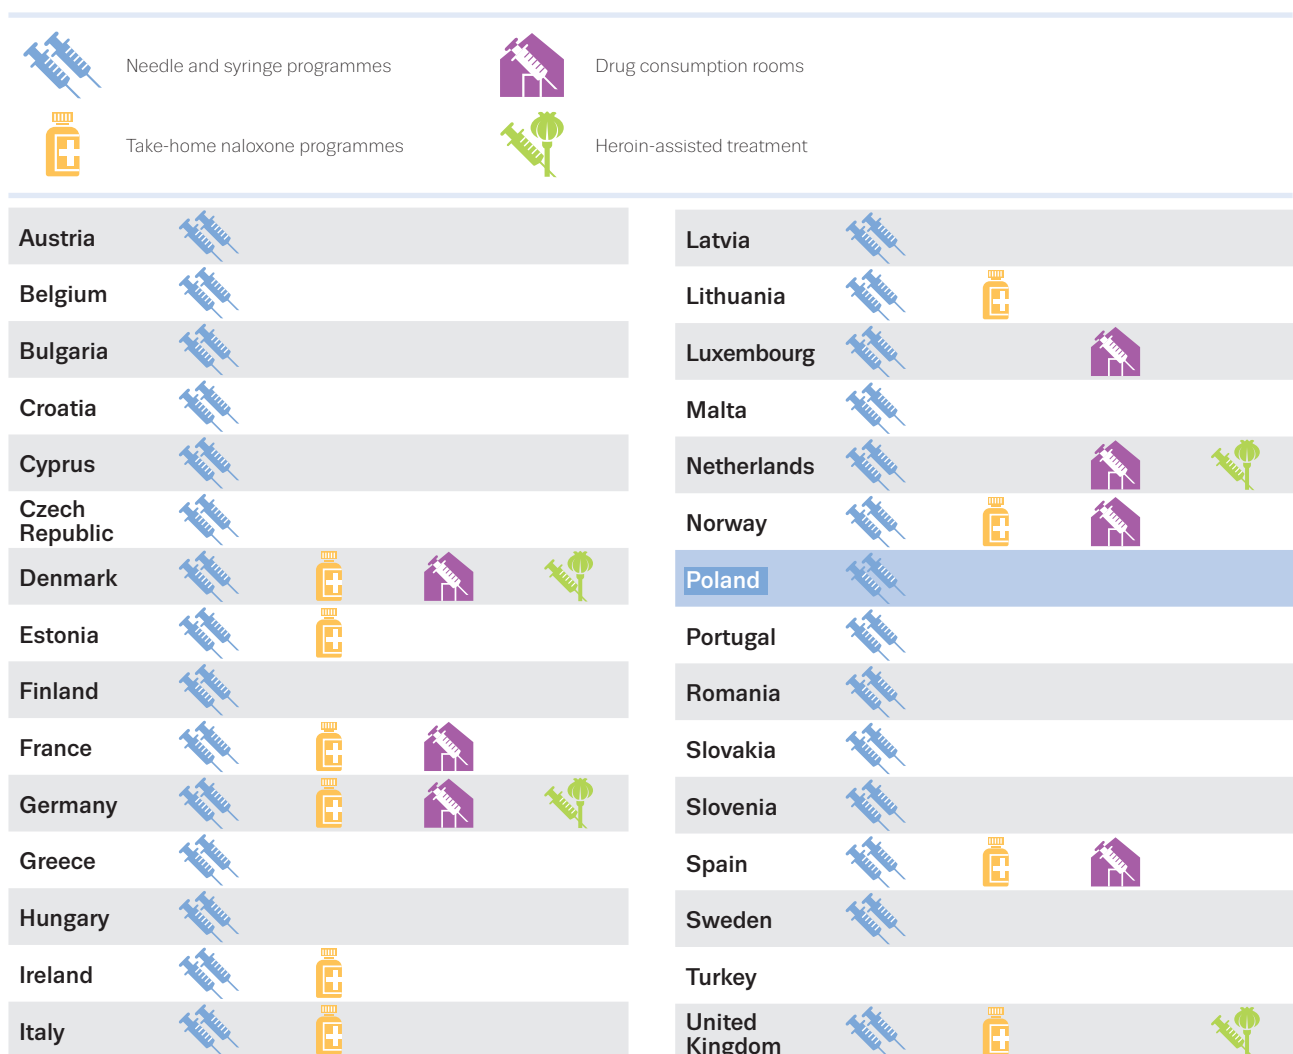 Needle and syringe programmes
Drug consumption rooms
Take-home naloxone programmes
Heroin-assisted treatment
Austria
Belgium
Bulgaria
Croatia
Cyprus
Czech
Republic
Denmark
Estonia
Finland
France
Germany
Greece
Hungary
Ireland
Italy
Latvia
Lithuania
Luxembourg
Malta
Netherlands
Norway
Poland
Portugal
Romania
Slovakia
Slovenia
Spain
Sweden
Turkey
United
Kingdom